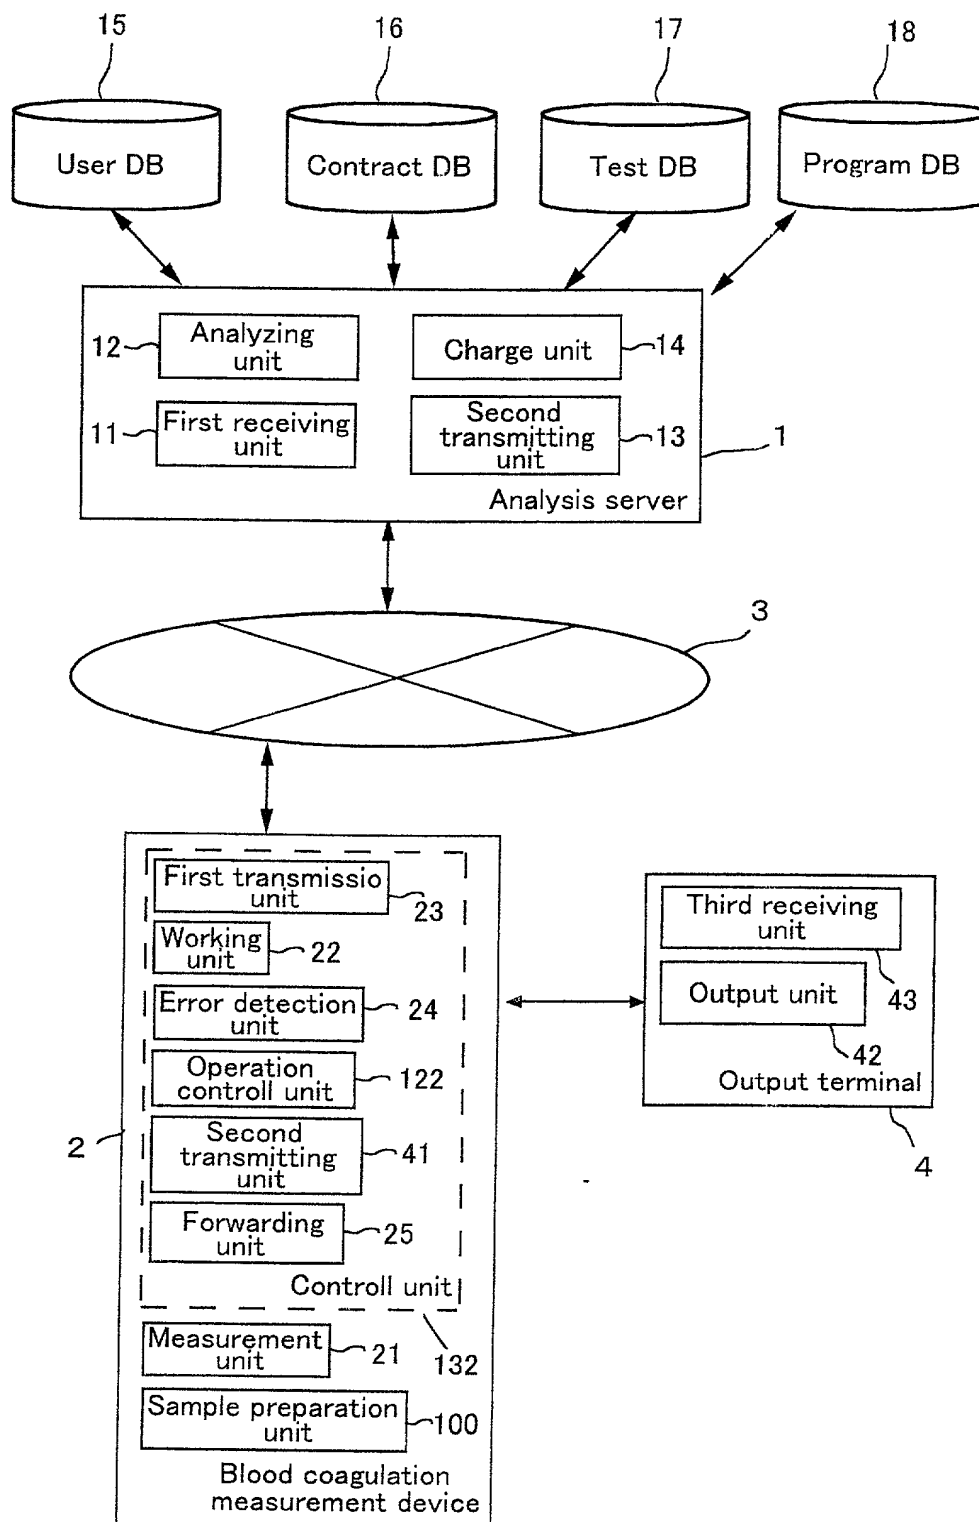 15
16
17
18
User DB
Contract DB
Test DB
Program DB
12
Analyzing
unit
Charge unit
14
11
First receiving
unit
Second
transmitting
unit
13
1
Analysis server
3
First transmissio
unit
23
Working
unit
22
Error detection
unit
24
Operation
controll unit
122
Second
transmitting
unit
41
Forwarding
unit
25
Controll unit
132
2
Measurement
unit
21
Sample preparation
unit
100
Blood coagulation
measurement device
Third receiving
unit
43
Output unit
42
Output terminal
4